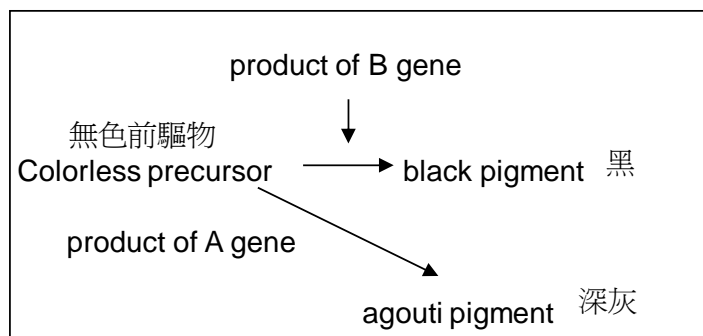 product of B gene
無色前驅物
Colorless precursor
black pigment 黑
product of A gene
agouti pigment 深灰